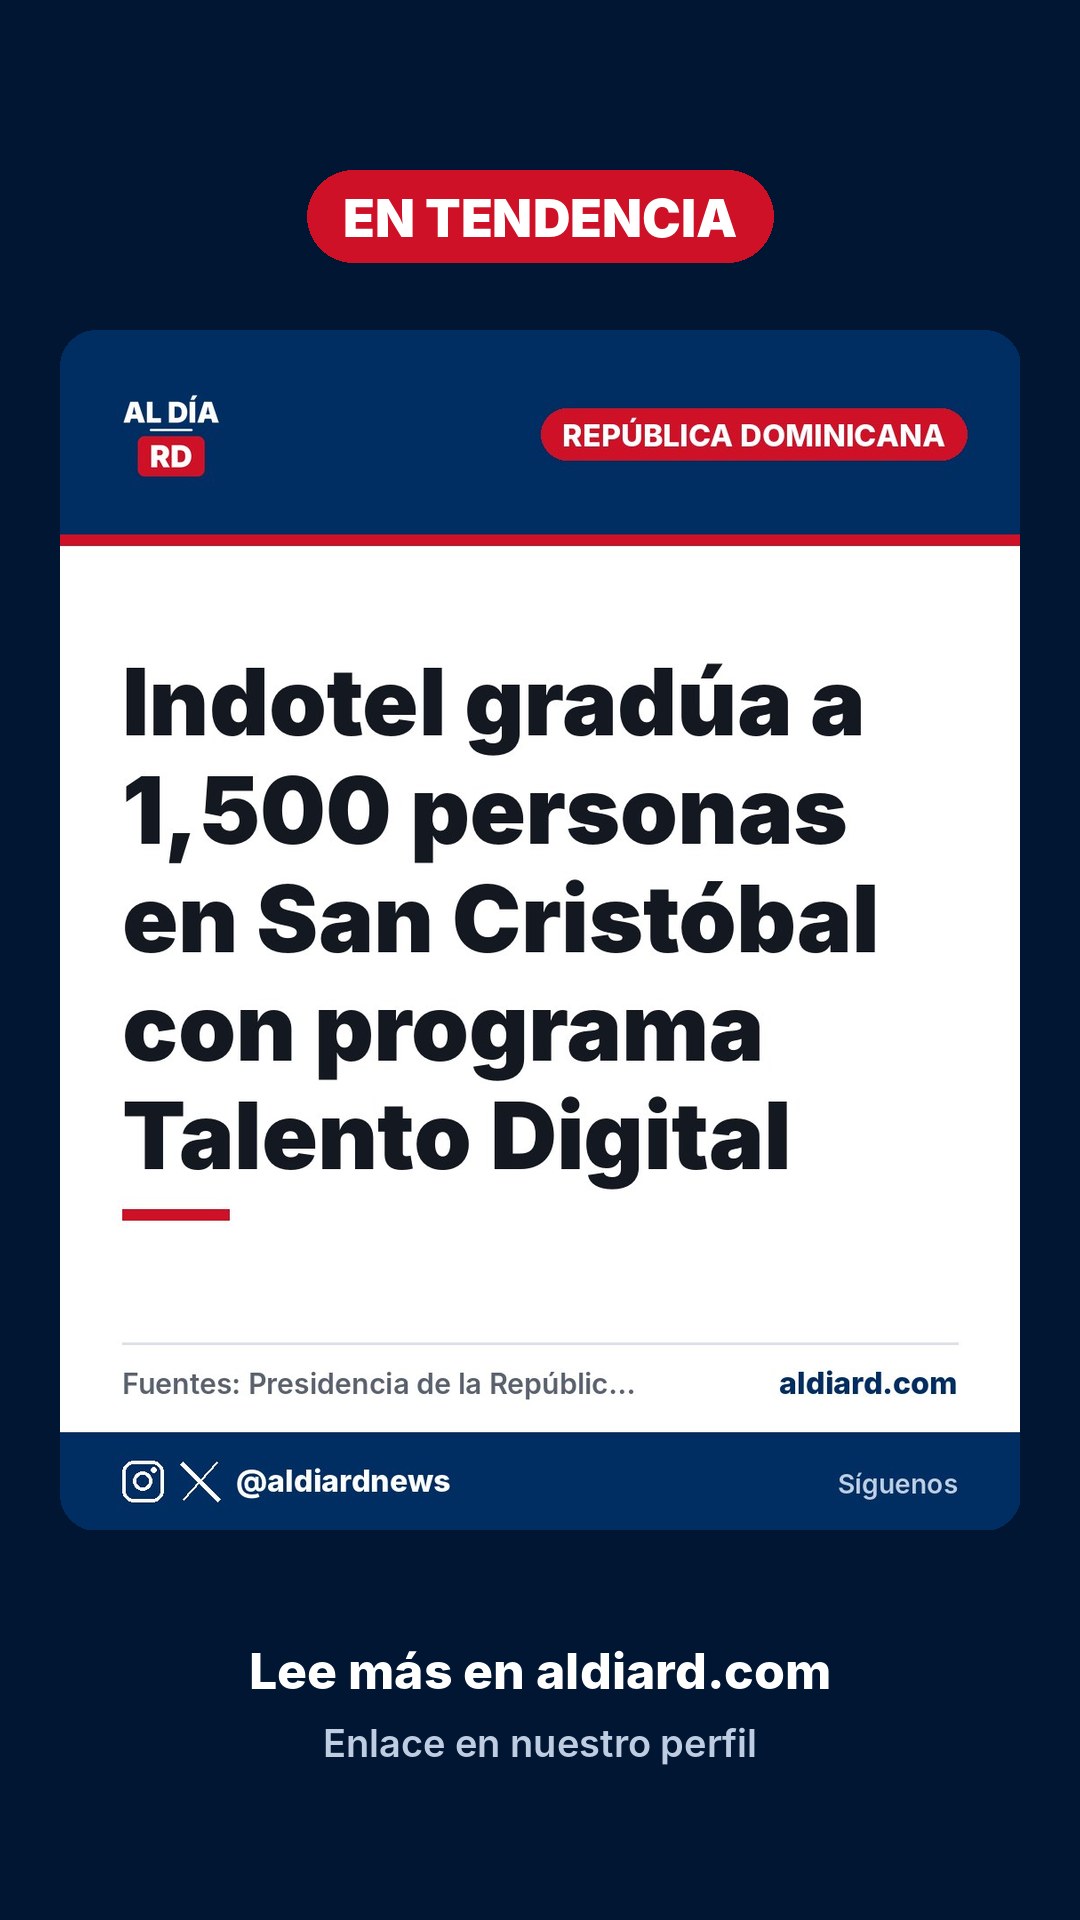 EN TENDENCIA
AL DÍA
RD
REPÚBLICA DOMINICANA
Indotel gradúa a
1,500 personas
en San Cristóbal
con programa
Talento Digital
Fuentes: Presidencia de la Repúblic...
aldiard.com
@aldiardnews
Síguenos
Lee más en aldiard.com
Enlace en nuestro perfil